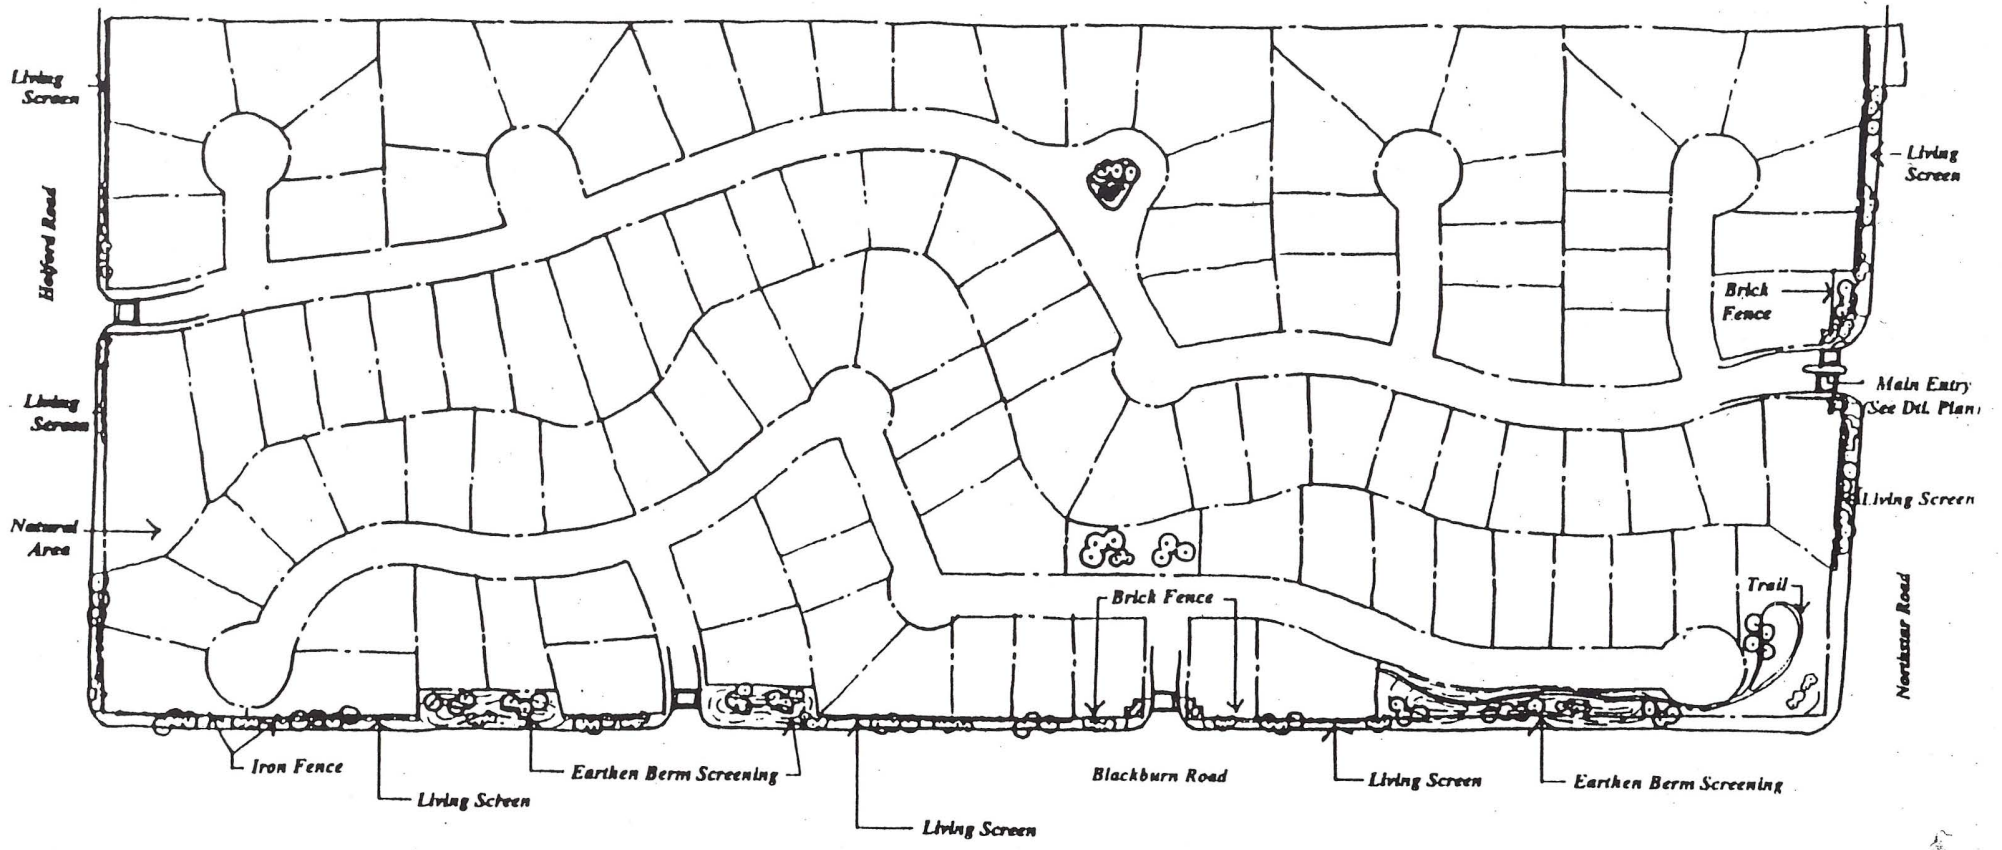 Living
Screen
Living
Screen
Holford Road
Brick
Fence
Main Entry
(See Dtl. Plan)
Living
Screen
Living Screen
Natural
Area
Trail
Brick Fence
Northstar Road
Iron Fence
Earthen Berm Screening
Blackburn Road
Living Screen
Earthen Berm Screening
Living Screen
Living Screen